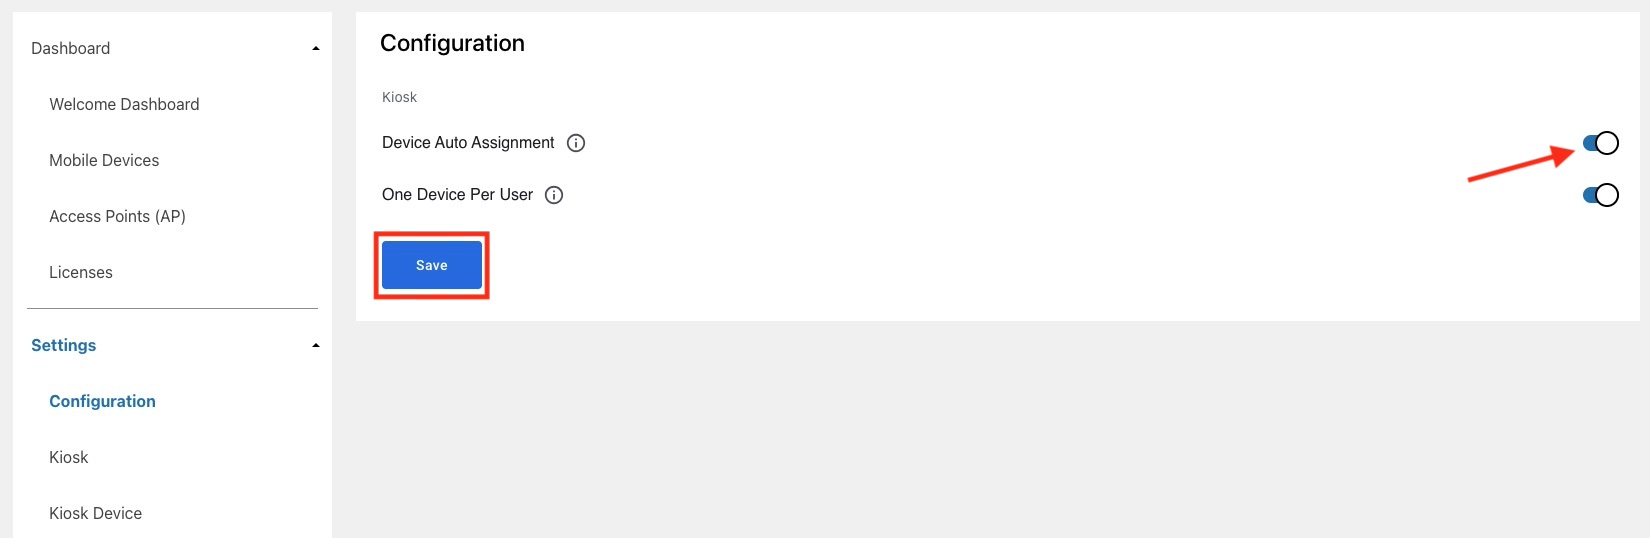 Dashboard
Welcome Dashboard
Mobile Devices
Access Points (AP)
Licenses
Settings
Configuration
Kiosk
Kiosk Device
Configuration
Kiosk
Device Auto Assignment
One Device Per User
Save